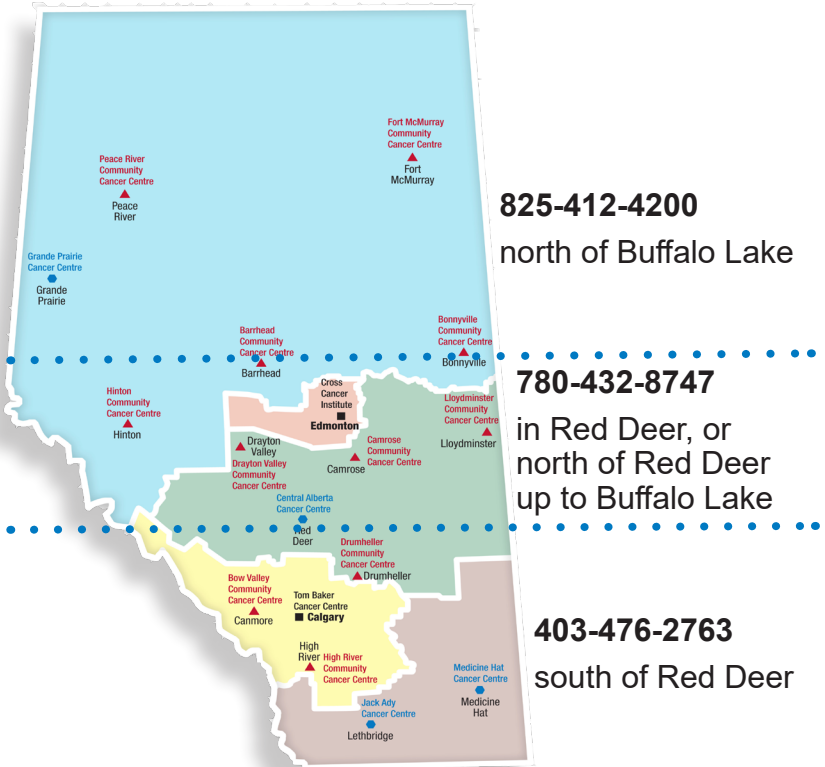 Fort McMurray
Community
Cancer Centre
Fort
McMurray
Peace River
Community
Cancer Centre
Peace
River
825-412-4200
north of Buffalo Lake
Grande Prairie
Cancer Centre
Grande
Prairie
Barrhead
Community
Cancer Centre
Barrhead
Bonnyville
Community
Cancer Centre
Bonnyville
780-432-8747
in Red Deer, or
north of Red Deer
up to Buffalo Lake
Hinton
Community
Cancer Centre
Hinton
Cross
Cancer
Institute
Edmonton
Lloydminster
Community
Cancer Centre
Lloydminster
Drayton
Valley
Drayton Valley
Community
Cancer Centre
Camrose
Community
Cancer Centre
Camrose
Central Alberta
Cancer Centre
Red
Deer
Drumheller
Community
Cancer Centre
Drumheller
Bow Valley
Community
Cancer Centre
Canmore
Tom Baker
Cancer Centre
Calgary
403-476-2763
south of Red Deer
High
River
High River
Community
Cancer Centre
Medicine Hat
Cancer Centre
Medicine
Hat
Jack Ady
Cancer Centre
Lethbridge